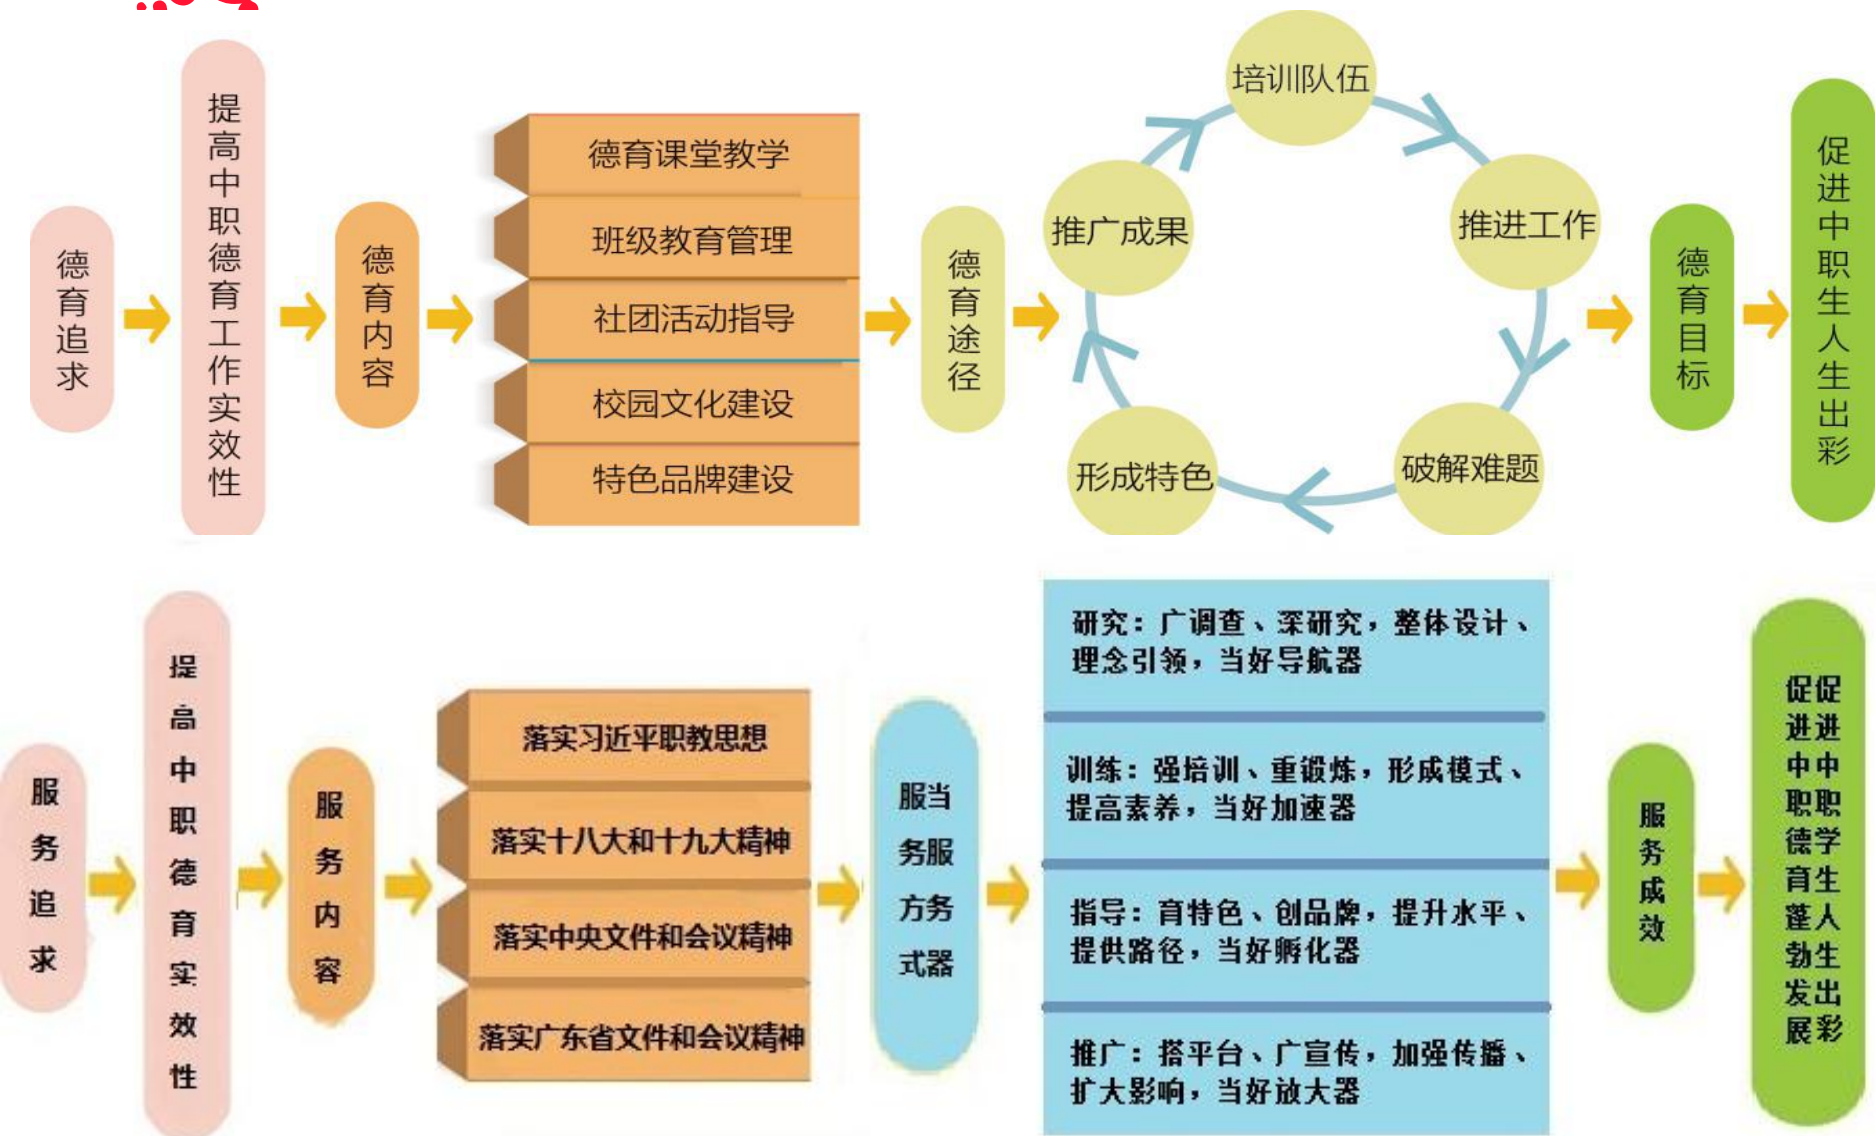 德育追求
提高中职德育工作实效性
德育内容
德育课堂教学
班级教育管理
社团活动指导
校园文化建设
特色品牌建设
德育途径
培训队伍
推进工作
破解难题
形成特色
推广成果
德育目标
促进中职生人生出彩
服务追求
提高中职德育实效性
服务内容
落实习近平职教思想
落实十八大和十九大精神
落实中央文件和会议精神
落实广东省文件和会议精神
服务方式
当服务器
研究：广调查、深研究，整体设计、
理念引领，当好导航器
训练：强培训、重锻炼，形成模式、
提高素养，当好加速器
指导：育特色、创品牌，提升水平、
提供路径，当好孵化器
推广：搭平台、广宣传，加强传播、
扩大影响，当好放大器
服务成效
促进中职德育蓬勃发展
促进中职学生人生出彩